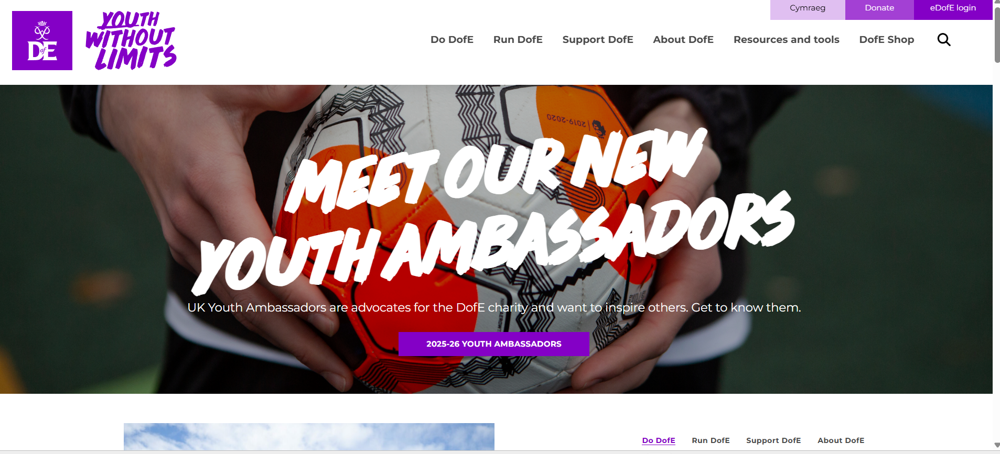 Cymraeg
Donate
eDofE login
DofE
YOUTH
WITHOUT
LIMITS
Do DofE
Run DofE
Support DofE
About DofE
Resources and tools
DofE Shop
2019-2020
MEET OUR NEW
YOUTH AMBASSADORS
UK Youth Ambassadors are advocates for the DofE charity and want to inspire others. Get to know them.
2025-26 YOUTH AMBASSADORS
Do DofE
Run DofE
Support DofE
About DofE